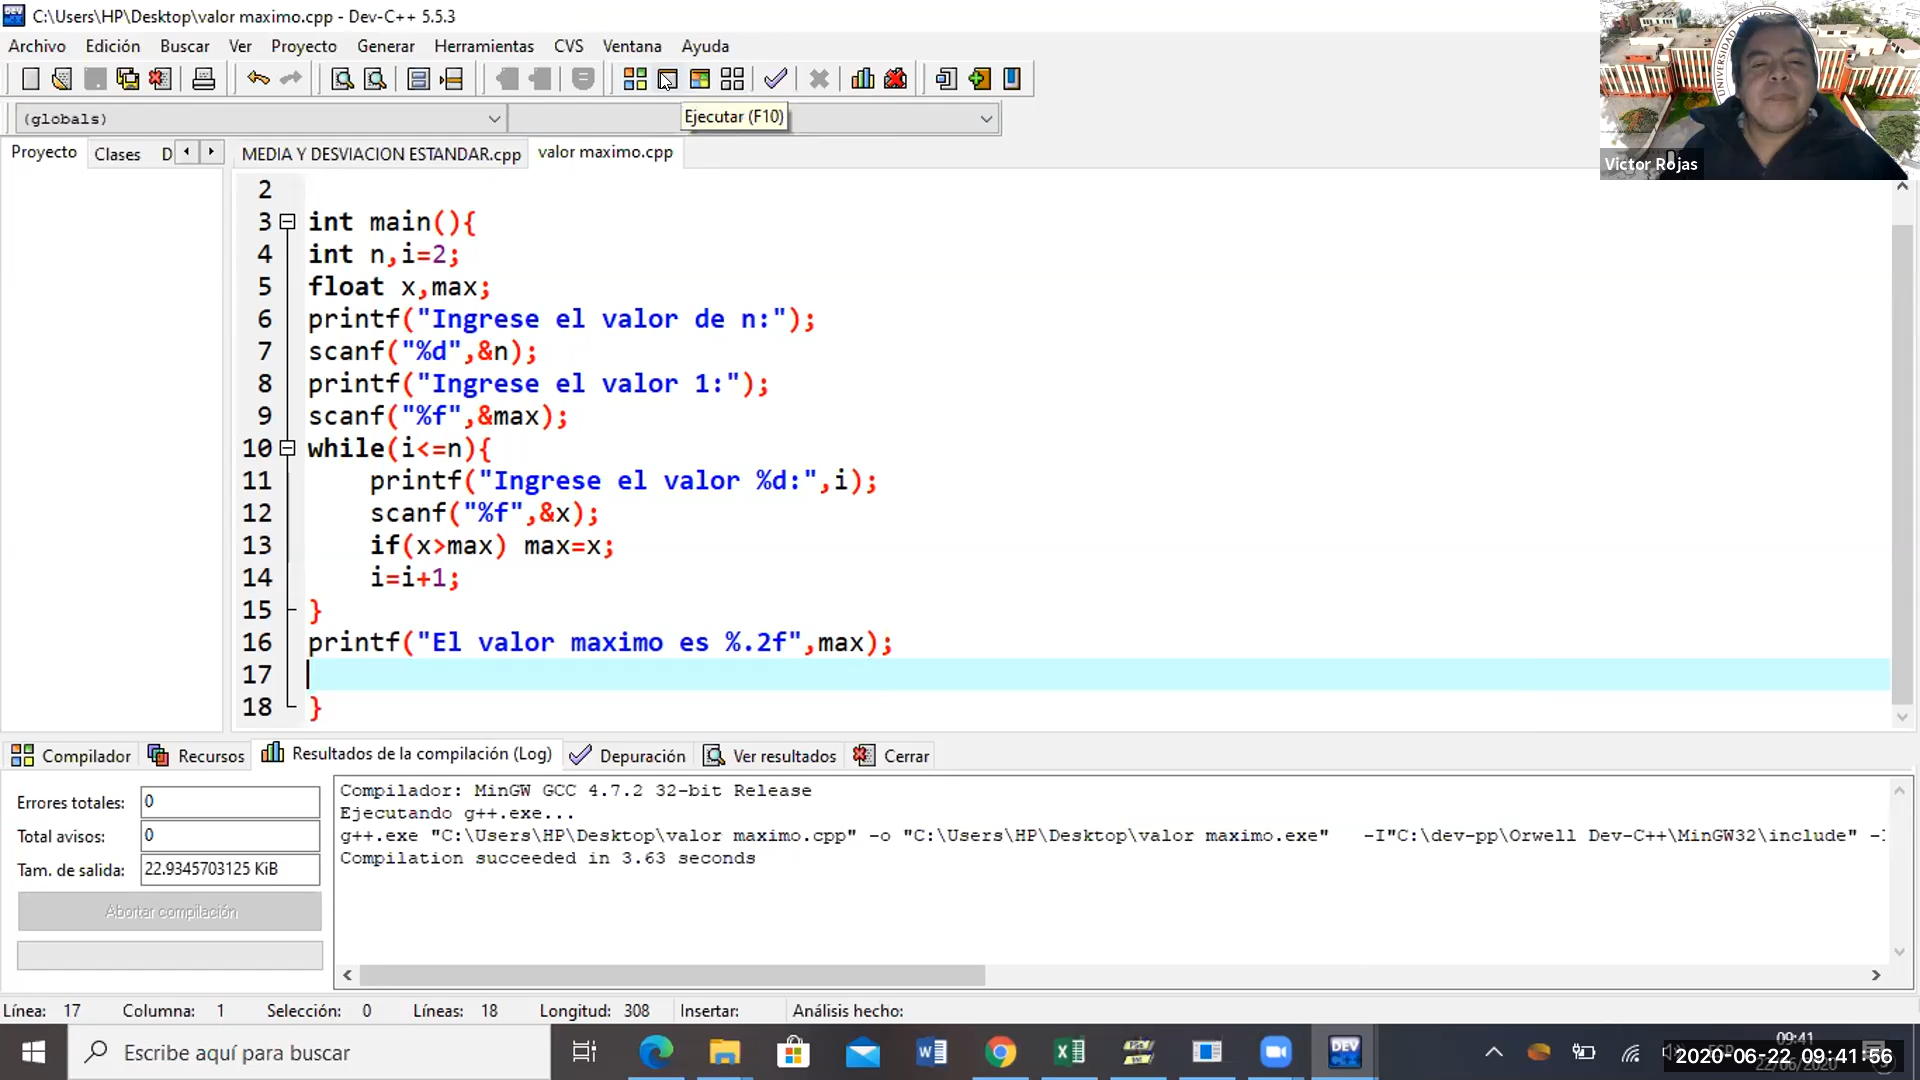 C:\Users\HP\Desktop\valor maximo.cpp - Dev-C++ 5.5.3
Archivo Edición Buscar Ver Proyecto Generar Herramientas CVS Ventana Ayuda
(globals)
Ejecutar (F10)
Proyecto Clases D
MEDIA Y DESVIACION ESTANDAR.cpp valor maximo.cpp
Victor Rojas
2
3 int main(){
4 int n,i=2;
5 float x,max;
6 printf("Ingrese el valor de n:");
7 scanf("%d",&n);
8 printf("Ingrese el valor 1:");
9 scanf("%f",&max);
10 while(i<=n){
11 printf("Ingrese el valor %d:",i);
12 scanf("%f",&x);
13 if(x>max) max=x;
14 i=i+1;
15 }
16 printf("El valor maximo es %.2f",max);
17
18 }
Compilador Recursos Resultados de la compilación (Log) Depuración Ver resultados Cerrar
Errores totales: 0
Total avisos: 0
Tam. de salida: 22.9345703125 KiB
Abortar compilación
Compilador: MinGW GCC 4.7.2 32-bit Release
Ejecutando g++.exe...
g++.exe "C:\Users\HP\Desktop\valor maximo.cpp" -o "C:\Users\HP\Desktop\valor maximo.exe" -I"C:\dev-pp\Orwell Dev-C++\MinGW32\include" -
Compilation succeeded in 3.63 seconds
Línea: 17 Columna: 1 Selección: 0 Líneas: 18 Longitud: 308 Insertar: Análisis hecho:
Escribe aquí para buscar
DEV
09:41
2020-06-22 09:41:56